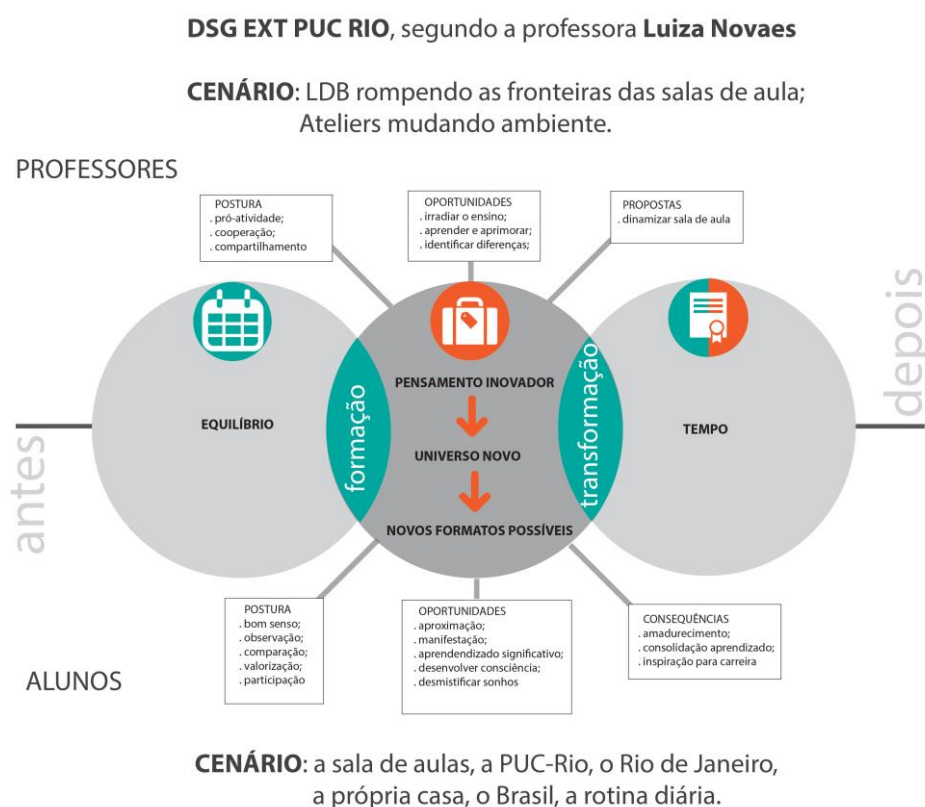 DSG EXT PUC RIO, segundo a professora Luiza Novaes
CENÁRIO: LDB rompendo as fronteiras das salas de aula;
Ateliers mudando ambiente.
PROFESSORES
POSTURA
. pró-atividade;
. cooperação;
. compartilhamento
OPORTUNIDADES
. irradiar o ensino;
. aprender e aprimorar;
. identificar diferenças;
PROPOSTAS
. dinamizar sala de aula
antes
EQUILÍBRIO
formação
PENSAMENTO INOVADOR
UNIVERSO NOVO
NOVOS FORMATOS POSSÍVEIS
transformação
TEMPO
depois
POSTURA
. bom senso;
. observação;
. comparação;
. valorização;
. participação
OPORTUNIDADES
. aproximação;
. manifestação;
. aprendendizado significativo;
. desenvolver consciência;
. desmistificar sonhos
CONSEQUÊNCIAS
. amadurecimento;
. consolidação aprendizado;
. inspiração para carreira
ALUNOS
CENÁRIO: a sala de aulas, a PUC-Rio, o Rio de Janeiro,
a própria casa, o Brasil, a rotina diária.